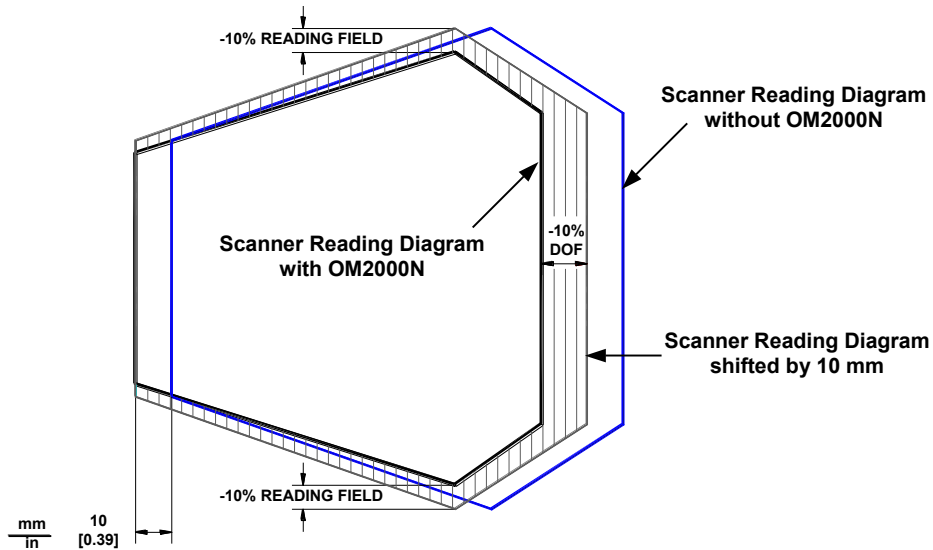 -10% READING FIELD
Scanner Reading Diagram
without OM2000N
-10%
DOF
Scanner Reading Diagram
with OM2000N
Scanner Reading Diagram
shifted by 10 mm
-10% READING FIELD
mm
in
10
[0.39]